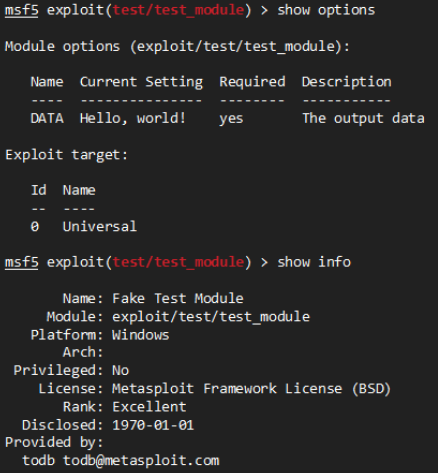 msf5 exploit(test/test_module) > show options
Module options (exploit/test/test_module):
Name Current Setting Required Description
---- --------------- -------- -----------
DATA Hello, world! yes The output data
Exploit target:
Id Name
-- ----
0 Universal
msf5 exploit(test/test_module) > show info
Name: Fake Test Module
Module: exploit/test/test_module
Platform: Windows
Arch:
Privileged: No
License: Metasploit Framework License (BSD)
Rank: Excellent
Disclosed: 1970-01-01
Provided by:
todb todb@metasploit.com